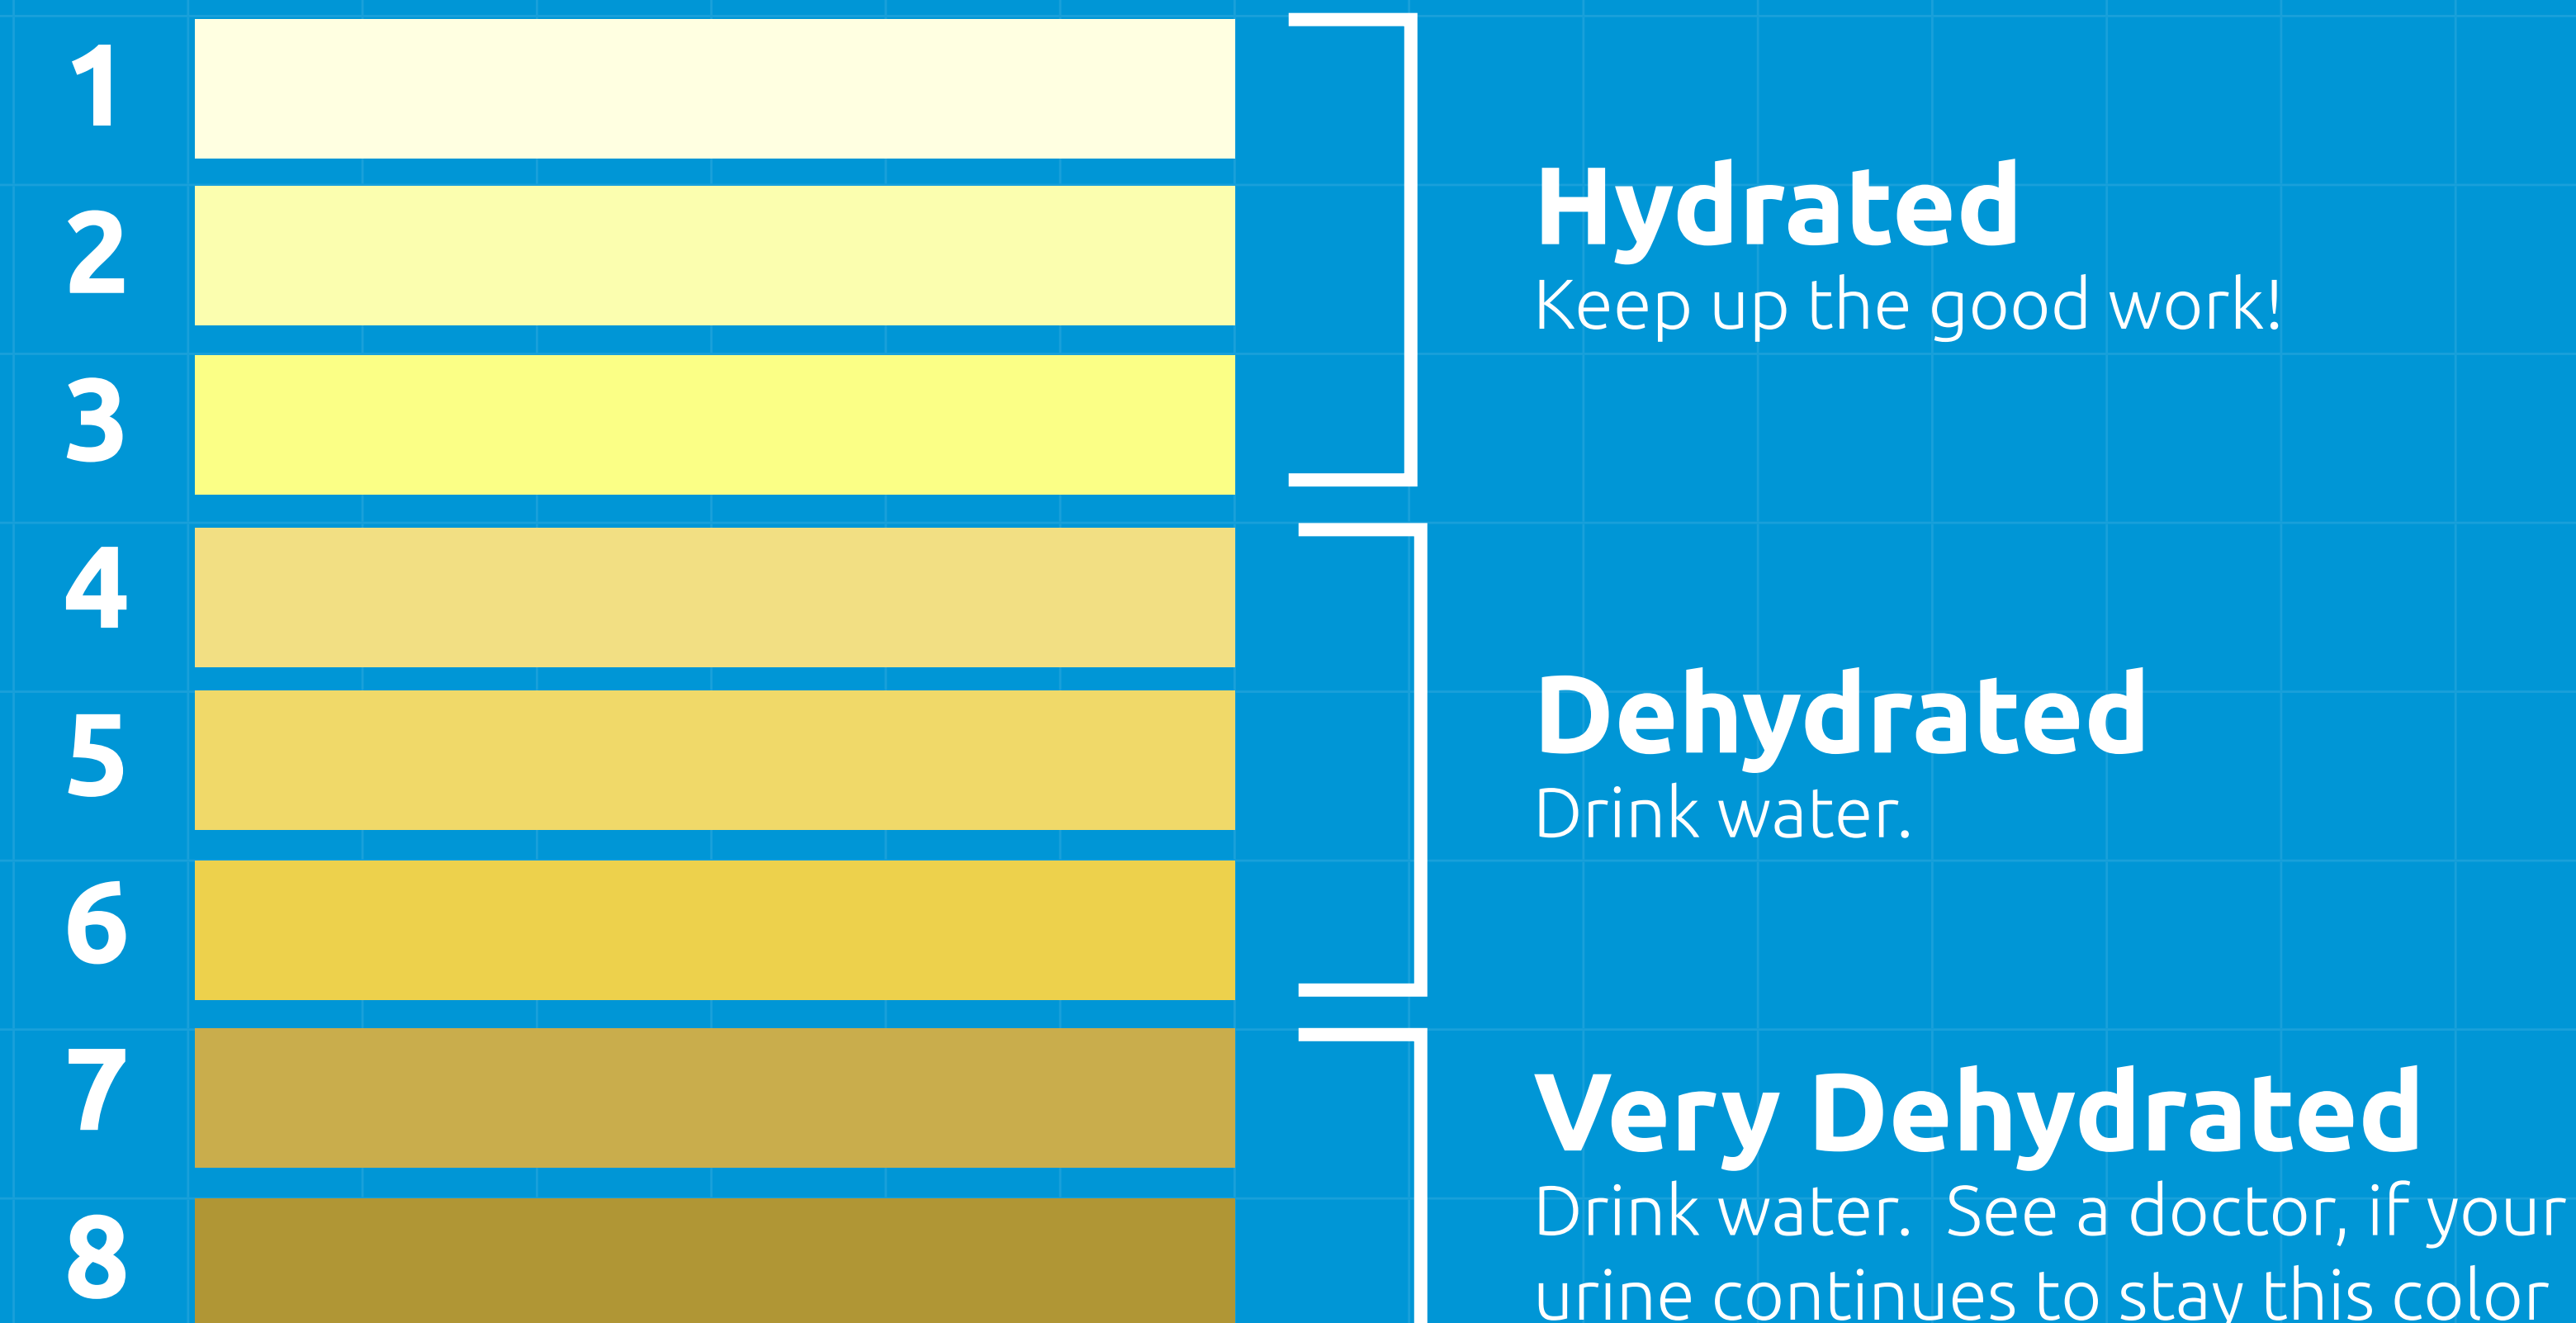 1
2
3
4
5
6
7
8
Hydrated
Keep up the good work!
Dehydrated
Drink water.
Very Dehydrated
Drink water.  See a doctor, if your
urine continues to stay this color